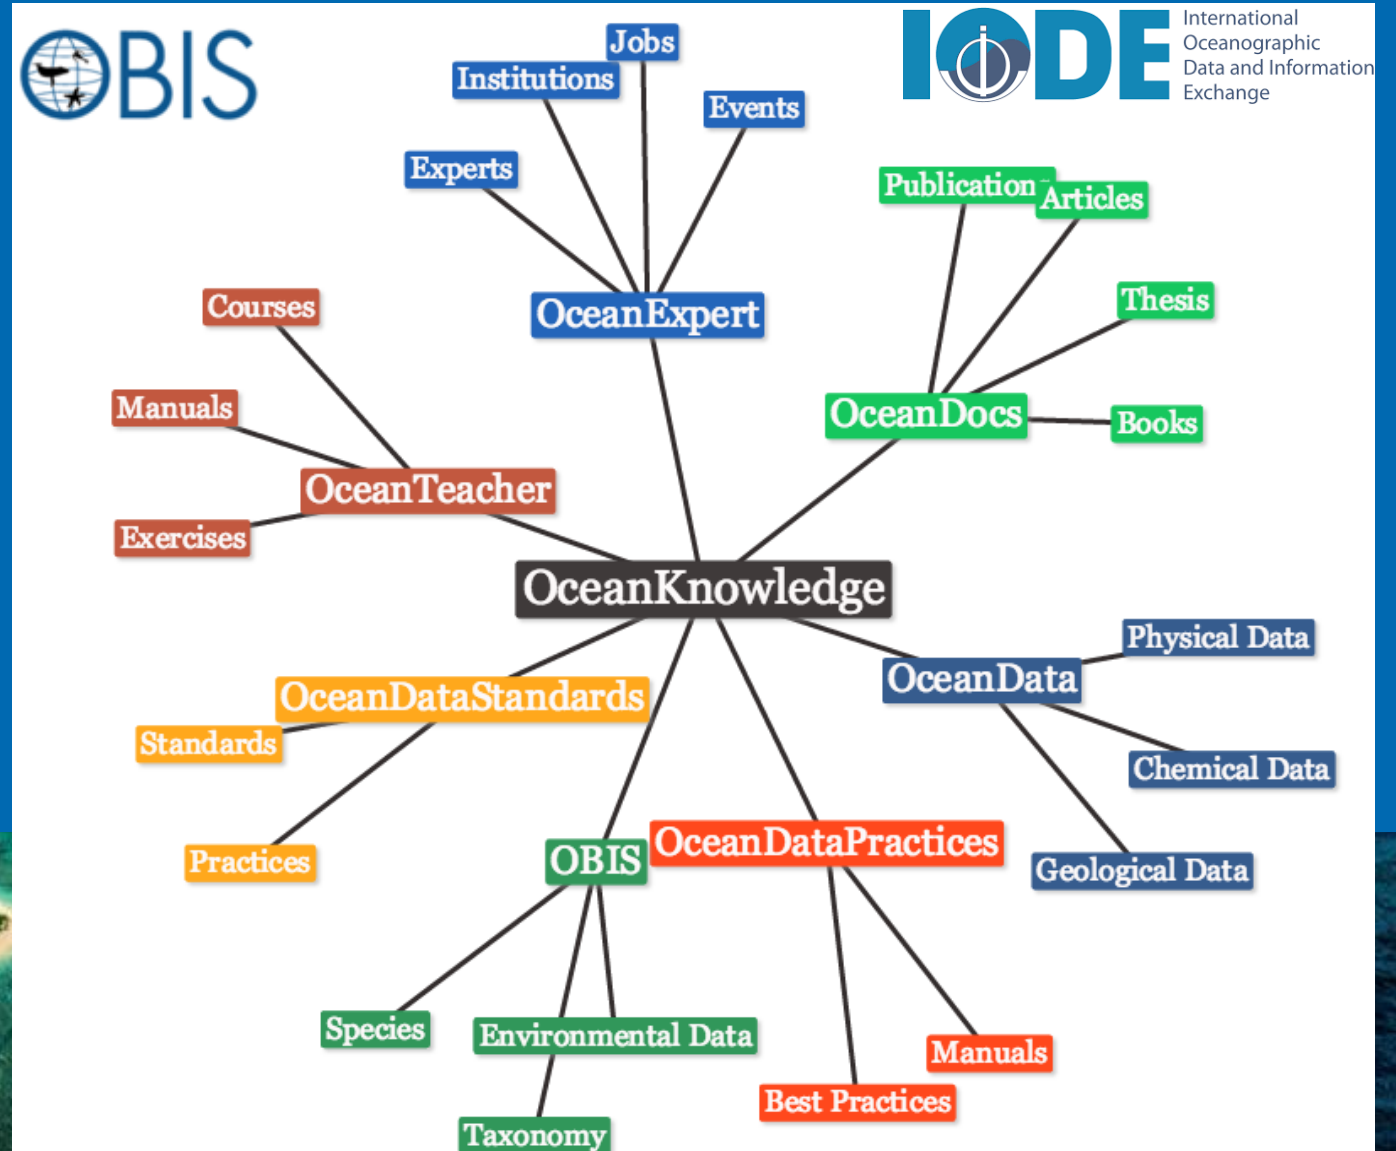 OBIS
IODE
International
Oceanographic
Data and Information
Exchange
Jobs
Institutions
Events
Experts
Publication
Articles
Courses
Thesis
OceanExpert
Manuals
OceanDocs
Books
OceanTeacher
Exercises
OceanKnowledge
Physical Data
OceanData
OceanDataStandards
Standards
Chemical Data
OceanDataPractices
Practices
OBIS
Geological Data
Species
Environmental Data
Manuals
Best Practices
Taxonomy